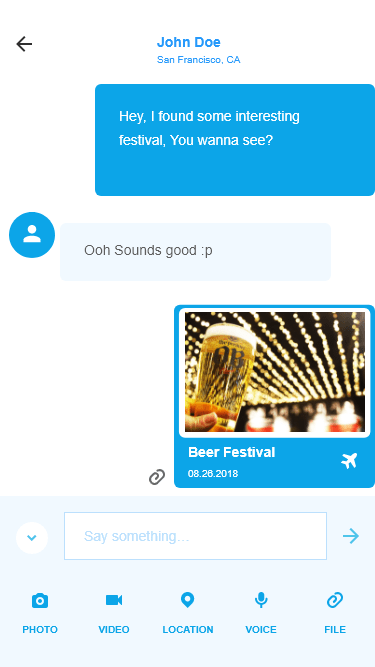 John Doe
San Francisco, CA
Hey, I found some interesting
festival, You wanna see?
Ooh Sounds good :p
OB
Beer Festival
08.26.2018
Say something...
PHOTO
VIDEO
LOCATION
VOICE
FILE